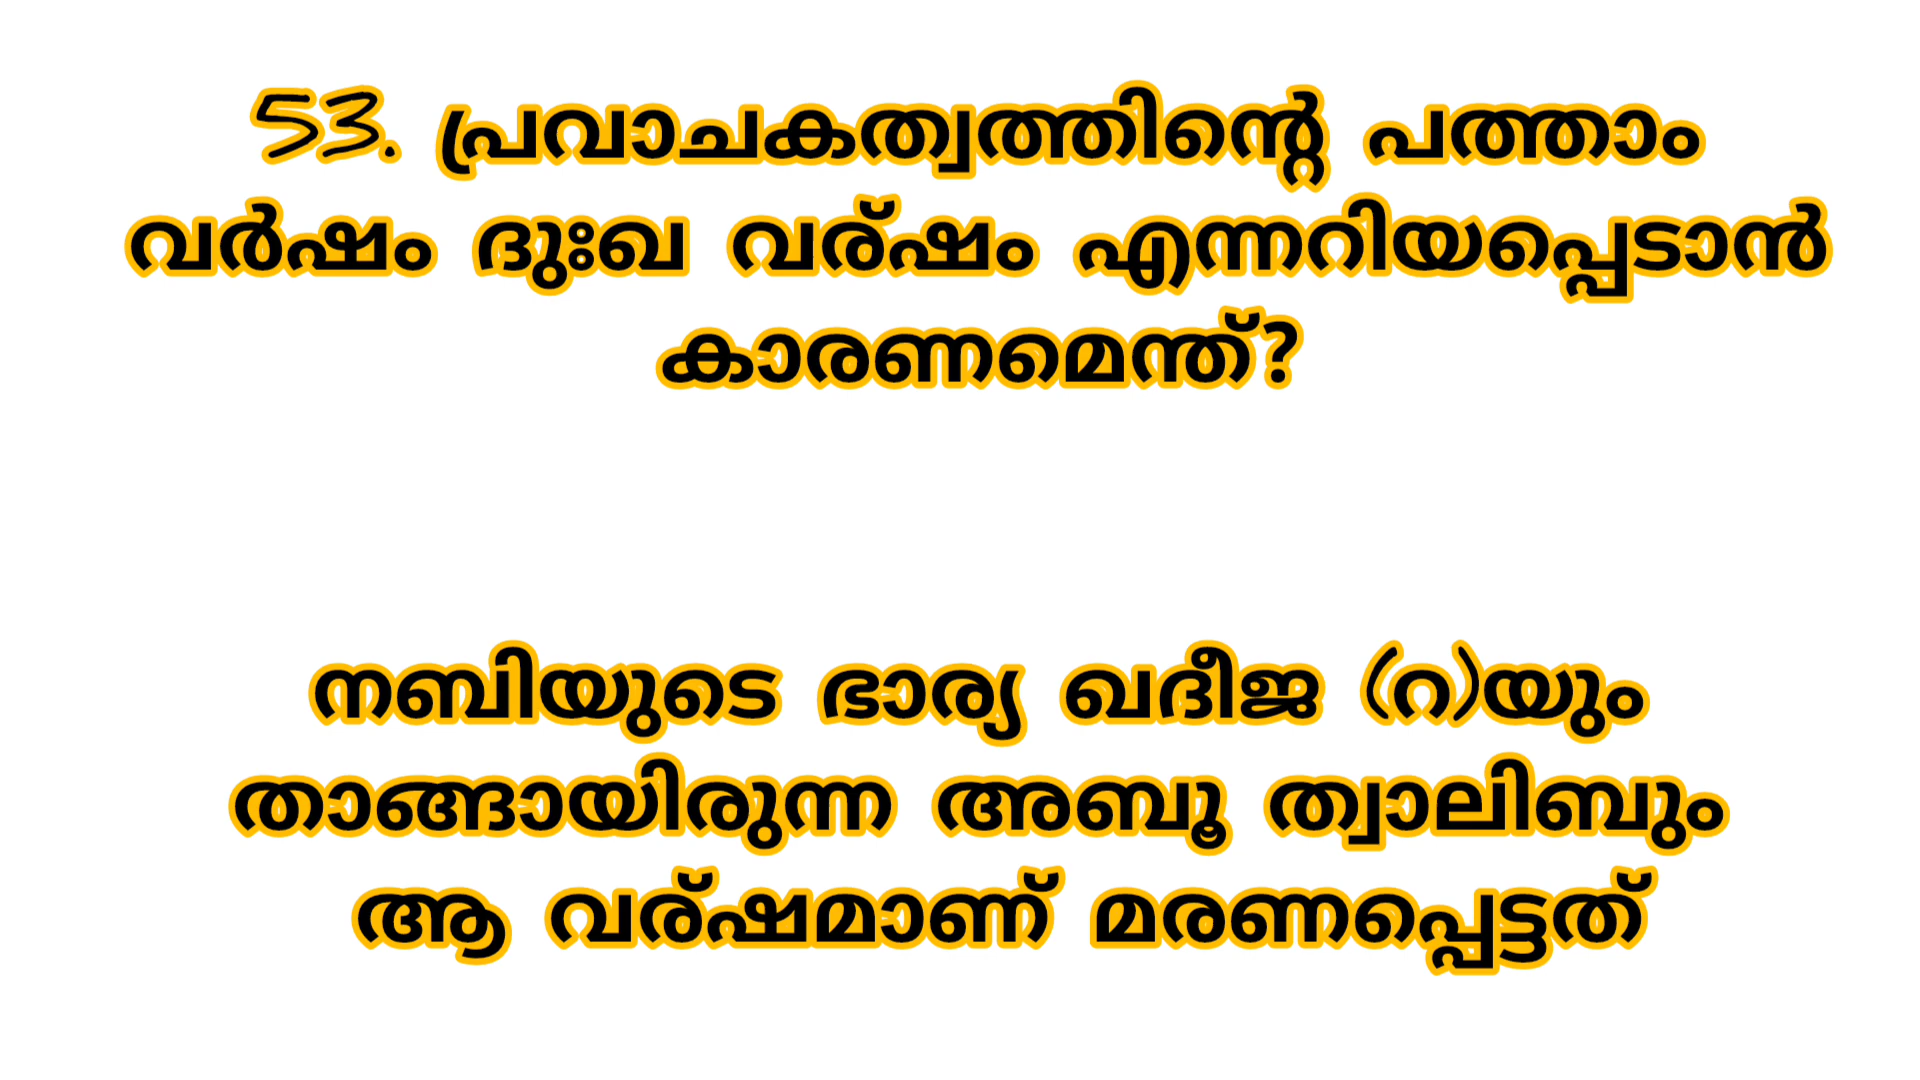 53. പ്രവാചകത്വത്തിന്റെ പത്താം
വർഷം ദുഃഖ വര്ഷം എന്നറിയപ്പെടാൻ
കാരണമെന്ത്?
നബിയുടെ ഭാര്യ ഖദീജ (റ)യും
താങ്ങായിരുന്ന അബൂ ത്വാലിബും
ആ വര്ഷമാണ് മരണപ്പെട്ടത്